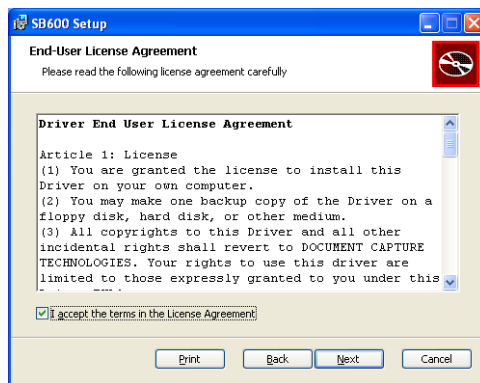 SB600 Setup
End-User License Agreement
Please read the following license agreement carefully
Driver End User License Agreement
Article 1: License
(1) You are granted the license to install this
Driver on your own computer.
(2) You may make one backup copy of the Driver on a
floppy disk, hard disk, or other medium.
(3) All copyrights to this Driver and all other
incidental rights shall revert to DOCUMENT CAPTURE
TECHNOLOGIES. Your rights to use this driver are
limited to those expressly granted to you under this
I accept the terms in the License Agreement
Print Back Next Cancel